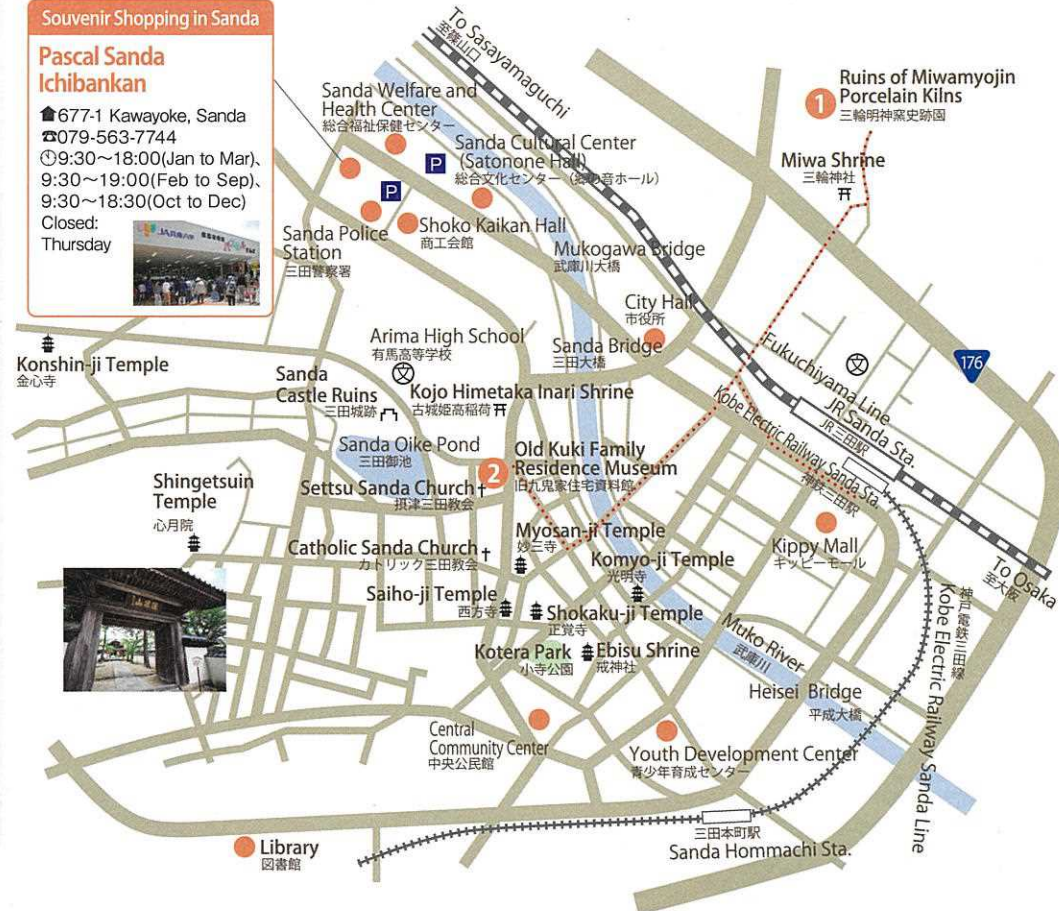 Souvenir Shopping in Sanda
Pascal Sanda
Ichibankan
677-1 Kawayoke, Sanda
☎079-563-7744
9:30～18:00(Jan to Mar)、
9:30～19:00(Feb to Sep)、
9:30～18:30(Oct to Dec)
Closed:
Thursday
JA兵庫六甲
To Sasayamaguchi
至篠山口
Sanda Welfare and
Health Center
総合福祉保健センター
P
Sanda Cultural Center
(Satonone Hall)
総合文化センター（郷の音ホール）
P
Sanda Police
Station
三田警察署
Shoko Kaikan Hall
商工会館
Mukogawa Bridge
武庫川大橋
1
Ruins of Miwamyojin
Porcelain Kilns
三輪明神窯史跡園
Miwa Shrine
三輪神社
City Hall
市役所
Sanda Bridge
三田大橋
Arima High School
有馬高等学校
文
Konshin-ji Temple
金心寺
Sanda
Castle Ruins
三田城跡
Kojo Himetaka Inari Shrine
古城姫高稲荷
Fukuchiyama Line
文
176
JR Sanda Sta.
JR三田駅
Kobe Electric Railway Sanda Sta.
神鉄三田駅
Sanda Oike Pond
三田御池
2
Old Kuki Family
Residence Museum
旧九鬼家住宅資料館
Settsu Sanda Church
摂津三田教会
Shingetsuin
Temple
心月院
Catholic Sanda Church
カトリック三田教会
Myosan-ji Temple
妙三寺
Komyo-ji Temple
光明寺
Kippy Mall
キッピーモール
To Osaka
至大阪
Saiho-ji Temple
西方寺
Shokaku-ji Temple
正覚寺
Kotera Park
小寺公園
Ebisu Shrine
戎神社
Muko River
武庫川
Heisei Bridge
平成大橋
神戸電鉄三田線
Kobe Electric Railway Sanda Line
Central
Community Center
中央公民館
Youth Development Center
青少年育成センター
三田本町駅
Sanda Hommachi Sta.
Library
図書館